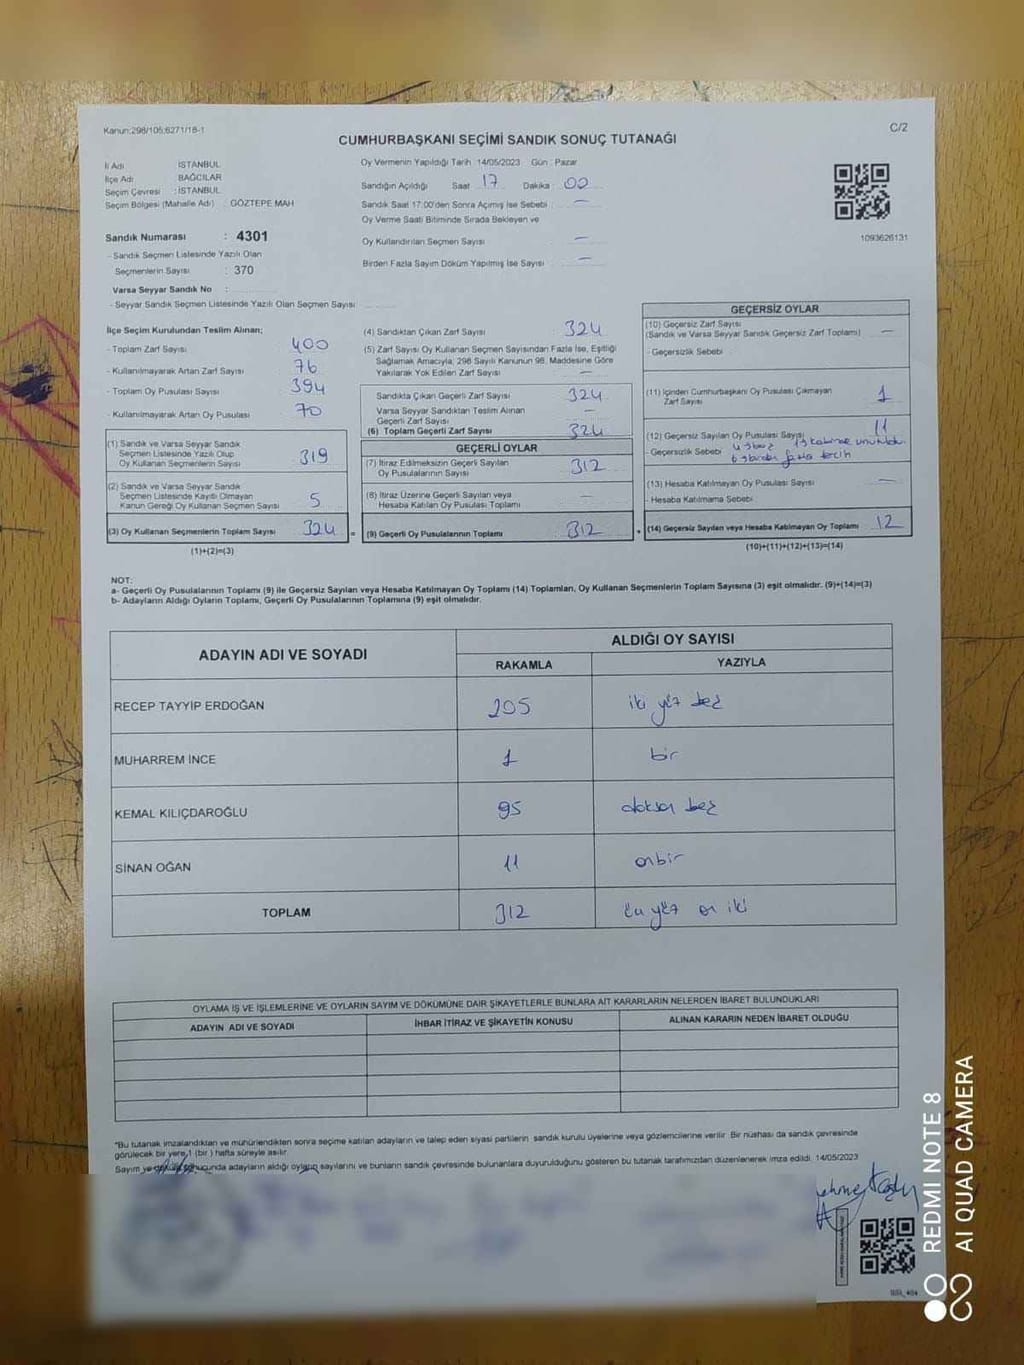 Kanun:298/105;6271/16-1
C/2
CUMHURBAŞKANI SEÇİMİ SANDIK SONUÇ TUTANAĞI
İl Adı : İSTANBUL
İlçe Adı : BAĞCILAR
Seçim Çevresi : İSTANBUL
Seçim Bölgesi (Mahalle Adı) : GÖZTEPE MAH
Sandık Numarası : 4301
- Sandık Seçmen Listesinde Yazılı Olan
Seçmenlerin Sayısı : 370
Varsa Seyyar Sandık No :
- Seyyar Sandık Seçmen Listesinde Yazılı Olan Seçmen Sayısı
Oy Vermenin Yapıldığı Tarih : 14/05/2023 Gün : Pazar
Sandığın Açıldığı Saat : 17 Dakika : 00
Sandık Saat 17:00'den Sonra Açılmış İse Sebebi : —
Oy Verme Saati Bitiminde Sırada Bekleyen ve
Oy Kullandırılan Seçmen Sayısı —
Birden Fazla Sayım Döküm Yapılmış İse Sayısı : —
1093626131
İlçe Seçim Kurulundan Teslim Alınan;
- Toplam Zarf Sayısı 400
- Kullanılmayarak Artan Zarf Sayısı 76
- Toplam Oy Pusulası Sayısı 394
- Kullanılmayarak Artan Oy Pusulası 70
(1) Sandık ve Varsa Seyyar Sandık
Seçmen Listesinde Yazılı Olup
Oy Kullanan Seçmenlerin Sayısı 319
(2) Sandık ve Varsa Seyyar Sandık
Seçmen Listesinde Kayıtlı Olmayan
Kanun Gereği Oy Kullanan Seçmen Sayısı 5
(3) Oy Kullanan Seçmenlerin Toplam Sayısı 324 =
(1)+(2)=(3)
(4) Sandıktan Çıkan Zarf Sayısı 324
(5) Zarf Sayısı Oy Kullanan Seçmen Sayısından Fazla İse, Eşitliği
Sağlamak Amacıyla, 298 Sayılı Kanunun 98. Maddesine Göre
Yakılarak Yok Edilen Zarf Sayısı —
Sandıkta Çıkan Geçerli Zarf Sayısı 324
Varsa Seyyar Sandıktan Teslim Alınan
Geçerli Zarf Sayısı —
(6) Toplam Geçerli Zarf Sayısı 324
GEÇERLİ OYLAR
(7) İtiraz Edilmeksizin Geçerli Sayılan
Oy Pusulalarının Sayısı 312
(8) İtiraz Üzerine Geçerli Sayılan veya
Hesaba Katılan Oy Pusulası Toplamı —
(9) Geçerli Oy Pusulalarının Toplamı 312 +
GEÇERSİZ OYLAR
(10) Geçersiz Zarf Sayısı
(Sandık ve Varsa Seyyar Sandık Geçersiz Zarf Toplamı) —
- Geçersizlik Sebebi
(11) İçinden Cumhurbaşkanı Oy Pusulası Çıkmayan
Zarf Sayısı 1
(12) Geçersiz Sayılan Oy Pusulası Sayısı 11
- Geçersizlik Sebebi
fazla tercih
(13) Hesaba Katılmayan Oy Pusulası Sayısı —
- Hesaba Katılmama Sebebi
(14) Geçersiz Sayılan veya Hesaba Katılmayan Oy Toplamı 12
(10)+(11)+(12)+(13)=(14)
NOT:
a- Geçerli Oy Pusulalarının Toplamı (9) ile Geçersiz Sayılan veya Hesaba Katılmayan Oy Toplamı (14) Toplamları, Oy Kullanan Seçmenlerin Toplam Sayısına (3) eşit olmalıdır. (9)+(14)=(3)
b- Adayların Aldığı Oyların Toplamı, Geçerli Oy Pusulalarının Toplamına (9) eşit olmalıdır.
ADAYIN ADI VE SOYADI
ALDIĞI OY SAYISI
RAKAMLA YAZIYLA
RECEP TAYYİP ERDOĞAN 205 iki yüz beş
MUHARREM İNCE 1 bir
KEMAL KILIÇDAROĞLU 95 doksan beş
SİNAN OĞAN 11 onbir
TOPLAM 312 üç yüz on iki
OYLAMA İŞ VE İŞLEMLERİNE VE OYLARIN SAYIM VE DÖKÜMÜNE DAİR ŞİKAYETLERLE BUNLARA AİT KARARLARIN NELERDEN İBARET BULUNDUKLARI
ADAYIN ADI VE SOYADI İHBAR İTİRAZ VE ŞİKAYETİN KONUSU ALINAN KARARIN NEDEN İBARET OLDUĞU
"Bu tutanak imzalandıktan ve mühürlendikten sonra seçime katılan adayların ve talep eden siyasi partilerin sandık kurulu üyelerine veya gözlemcilerine verilir. Bir nüshası da sandık çevresinde
görülecek bir yere 1 (bir) hafta süreyle asılır.
Sayım ve döküm sonucunda adayların aldığı oyların sayılarını ve bunların sandık çevresinde bulunanlara duyurulduğunu gösteren bu tutanak tarafımızdan düzenlenerek imza edildi. 14/05/2023
REDMI NOTE 8
AI QUAD CAMERA